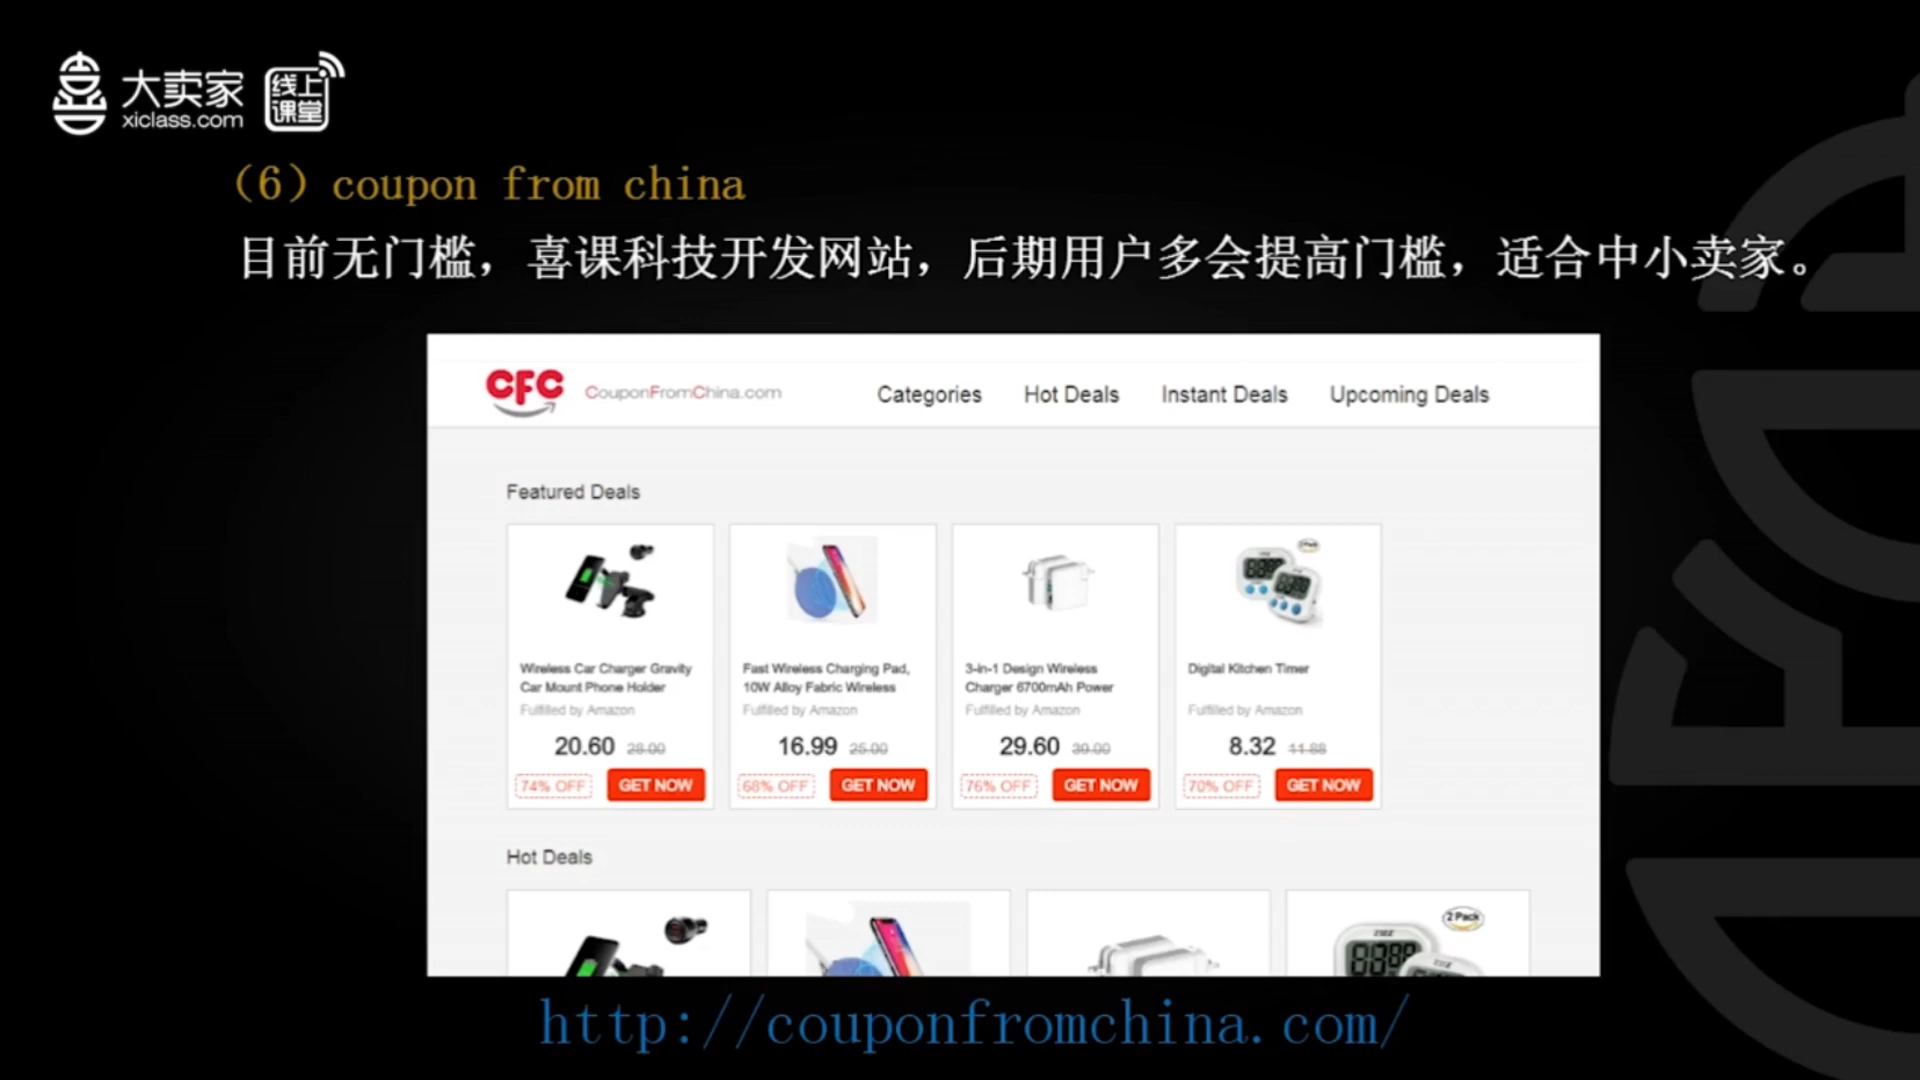 大卖家
xiclass.com
线上
课堂
（6）coupon from china
目前无门槛，喜课科技开发网站，后期用户多会提高门槛，适合中小卖家。
CFC CouponFromChina.com Categories Hot Deals Instant Deals Upcoming Deals
Featured Deals
Wireless Car Charger Gravity
Car Mount Phone Holder
Fulfilled by Amazon
20.60 28.00
74% OFF GET NOW
Fast Wireless Charging Pad,
10W Alloy Fabric Wireless
Fulfilled by Amazon
16.99 25.00
68% OFF GET NOW
3-in-1 Design Wireless
Charger 6700mAh Power
Fulfilled by Amazon
29.60 39.00
76% OFF GET NOW
Digital Kitchen Timer
Fulfilled by Amazon
8.32 11.88
70% OFF GET NOW
Hot Deals
2 Pack
http://couponfromchina.com/